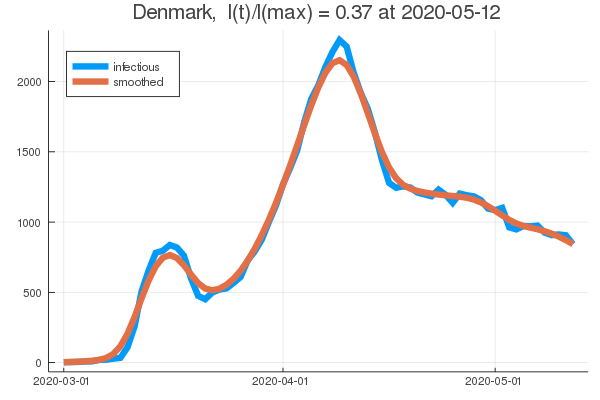 Denmark,  I(t)/I(max) = 0.37 at 2020-05-12
infectious
smoothed
2000
1500
1000
500
0
2020-03-01 2020-04-01 2020-05-01